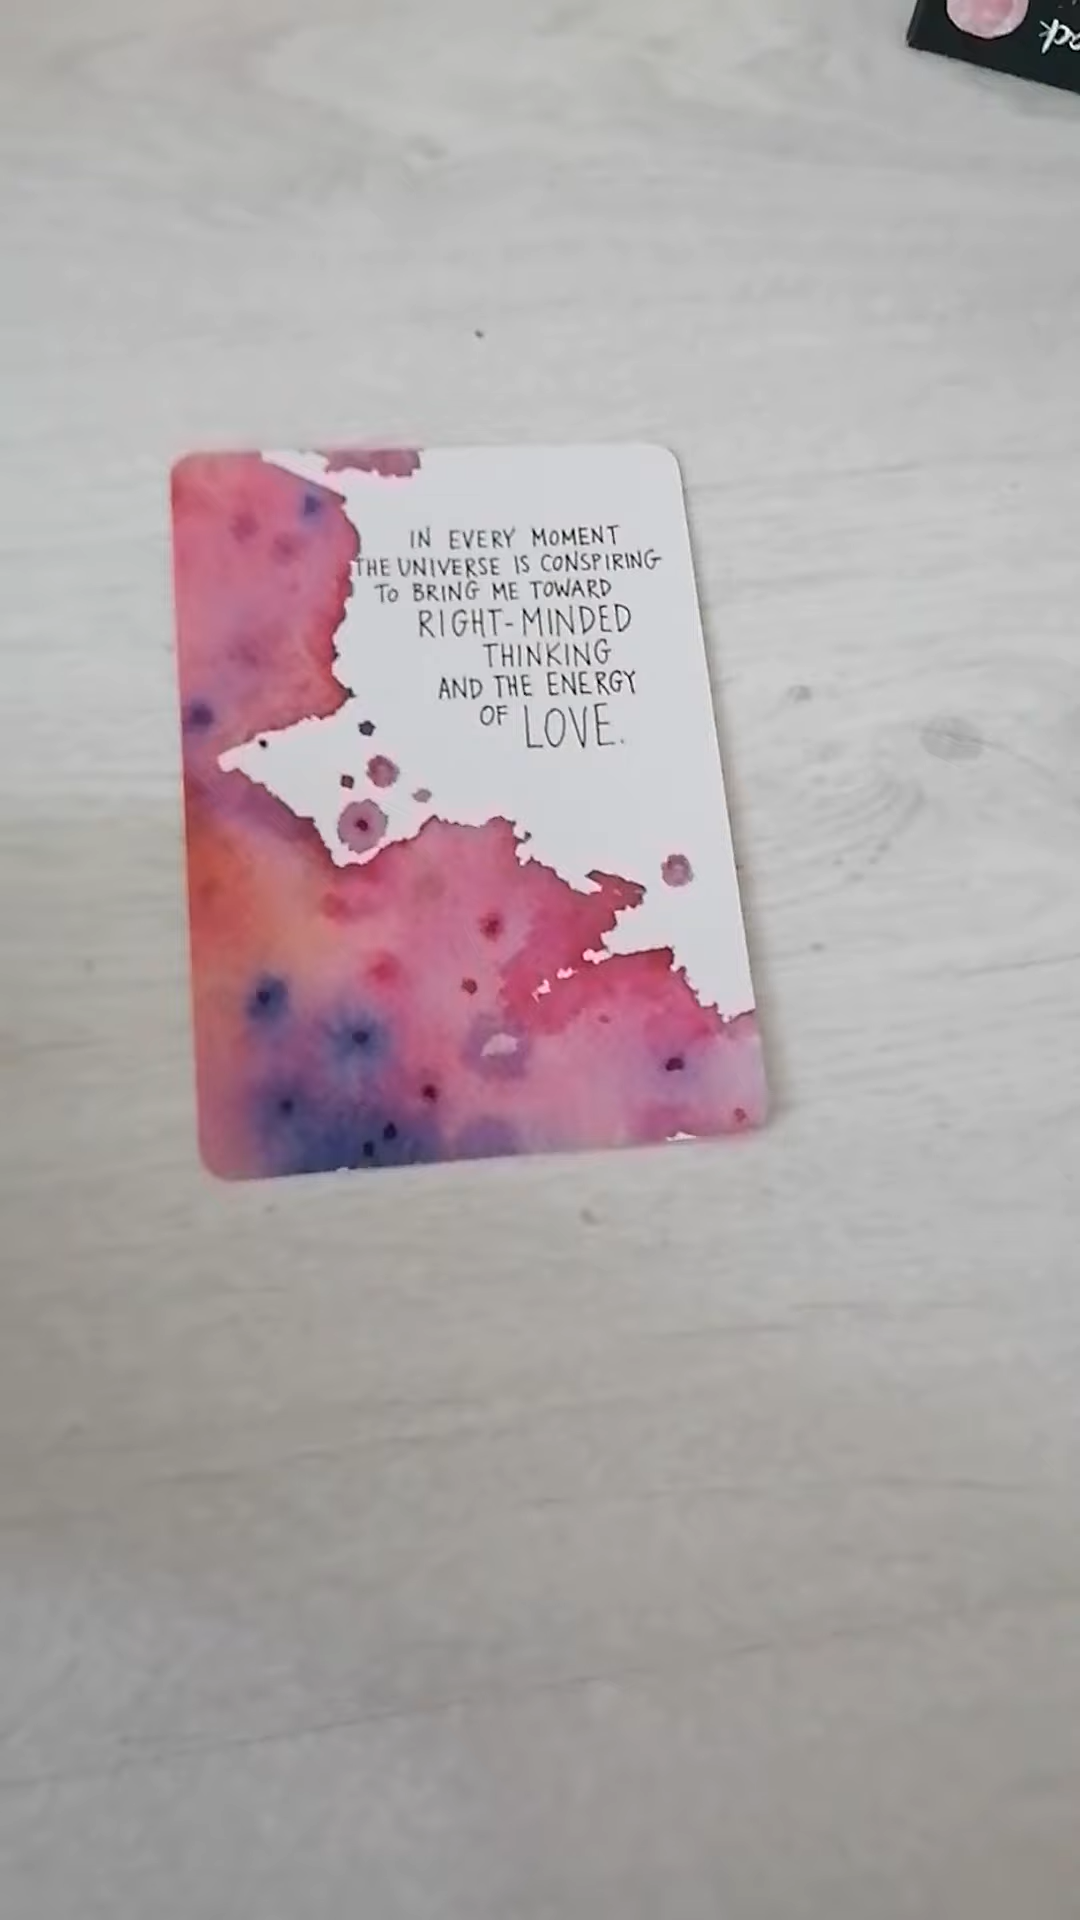 IN EVERY MOMENT
THE UNIVERSE IS CONSPIRING
TO BRING ME TOWARD
RIGHT-MINDED
THINKING
AND THE ENERGY
OF LOVE.